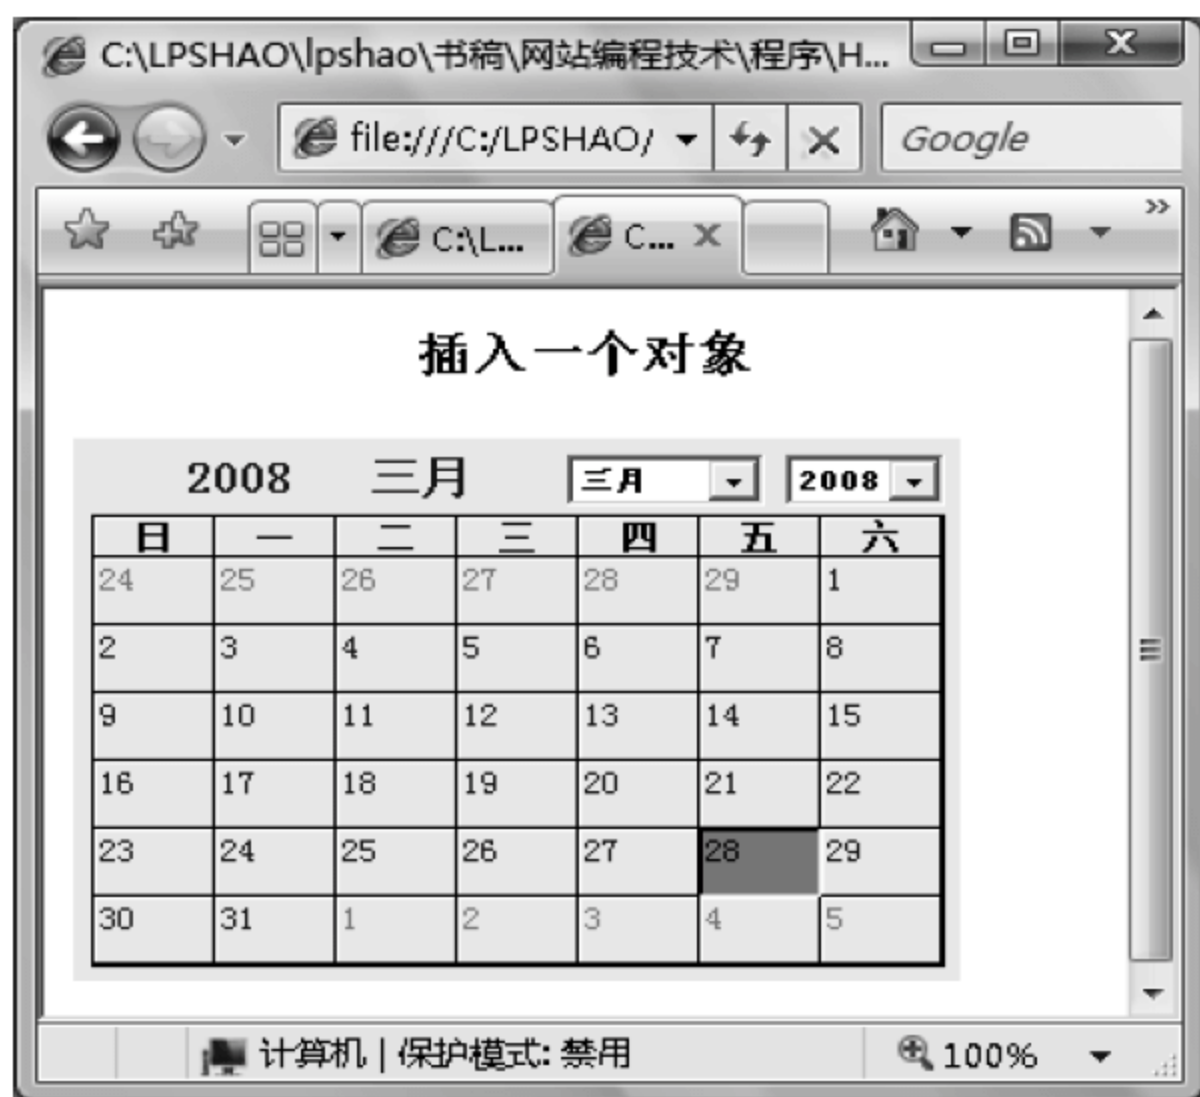 C:\LPSHAO\lpshao\书稿\网站编程技术\程序\H...
file:///C:/LPSHAO/ Google
C:\L... C...
插入一个对象
2008 三月 三月 2008
日 一 二 三 四 五 六
24 25 26 27 28 29 1
2 3 4 5 6 7 8
9 10 11 12 13 14 15
16 17 18 19 20 21 22
23 24 25 26 27 28 29
30 31 1 2 3 4 5
计算机 | 保护模式: 禁用 100%